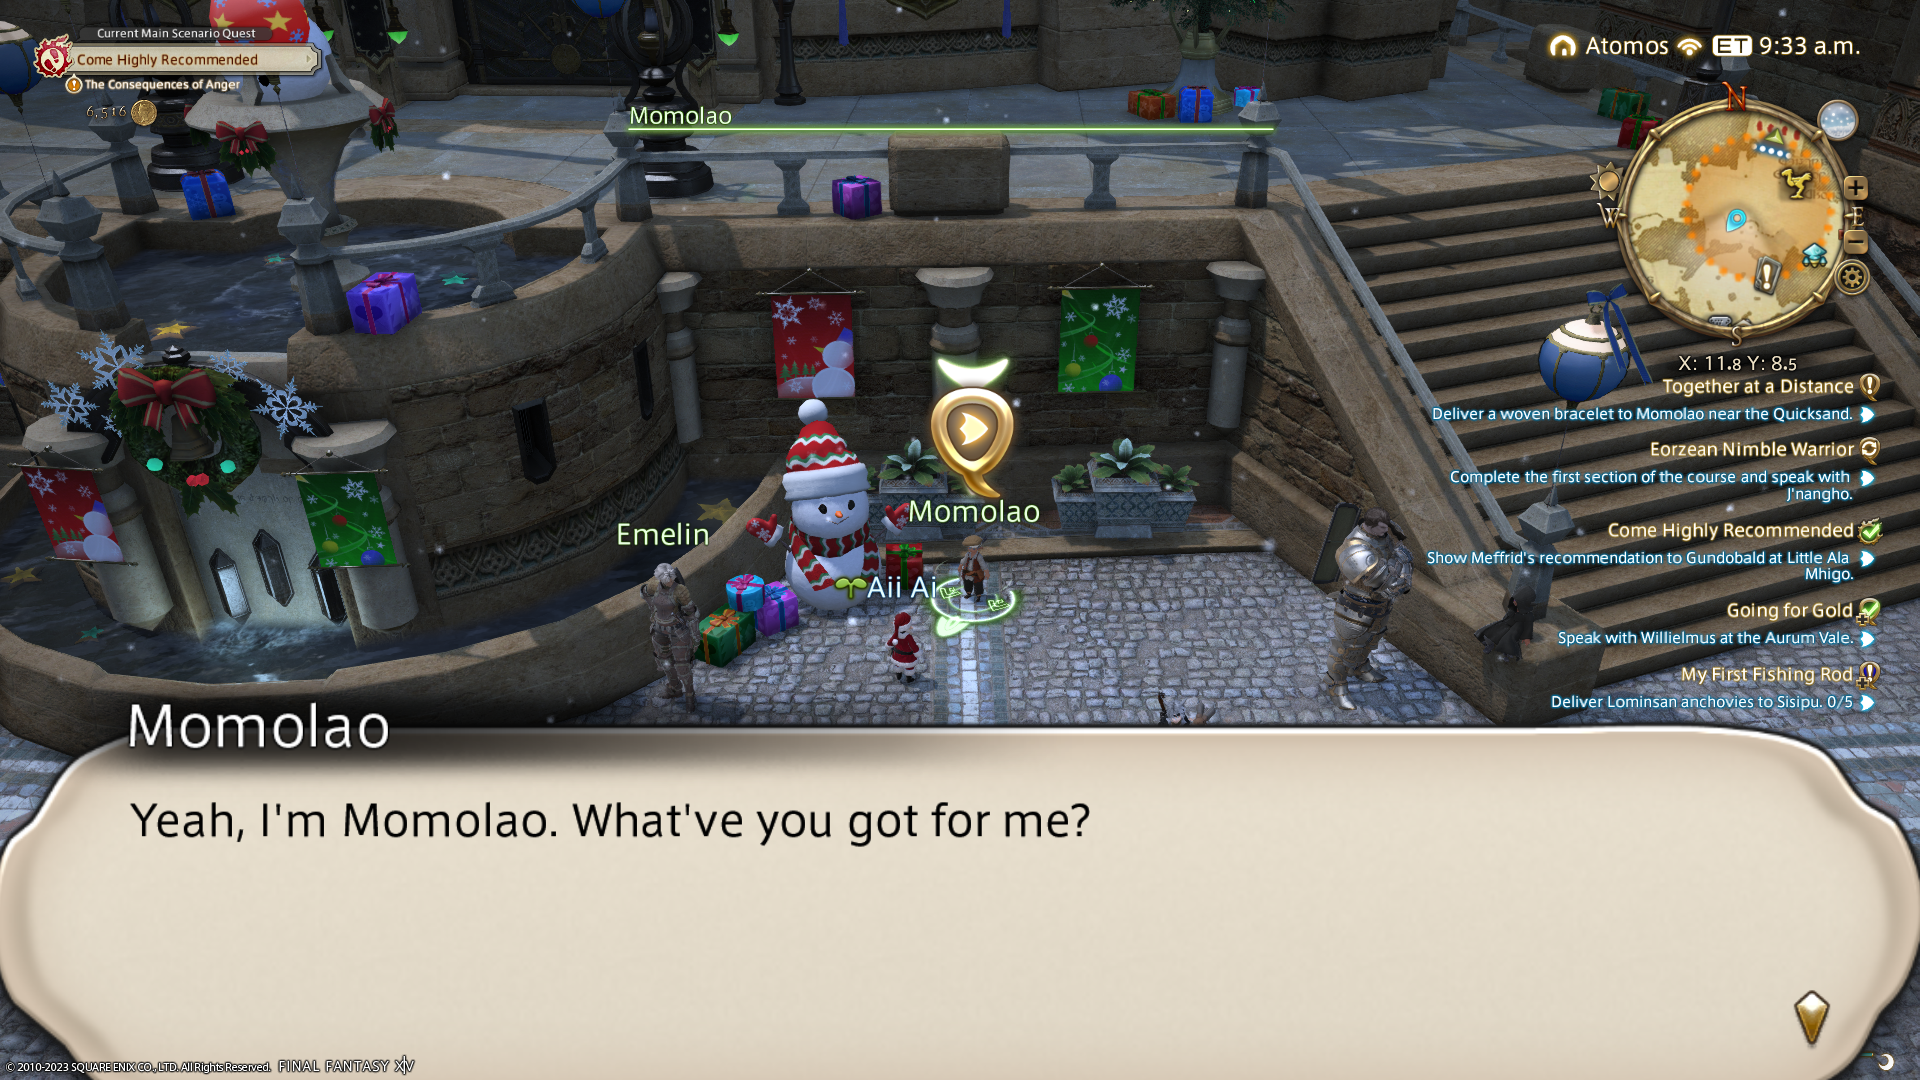 Current Main Scenario Quest
Come Highly Recommended
The Consequences of Anger
6,516
Momolao
Atomos ET 9:33 a.m.
N
W
E
S
X: 11.8 Y: 8.5
Together at a Distance
Deliver a woven bracelet to Momolao near the Quicksand.
Eorzean Nimble Warrior
Complete the first section of the course and speak with
J'nangho.
Come Highly Recommended
Show Meffrid's recommendation to Gundobald at Little Ala
Mhigo.
Going for Gold
Speak with Willielmus at the Aurum Vale.
My First Fishing Rod
Deliver Lominsan anchovies to Sisipu. 0/5
Momolao
Emelin
Aii Ai
Momolao
Yeah, I'm Momolao. What've you got for me?
© 2010-2023 SQUARE ENIX CO., LTD. All Rights Reserved. FINAL FANTASY XIV